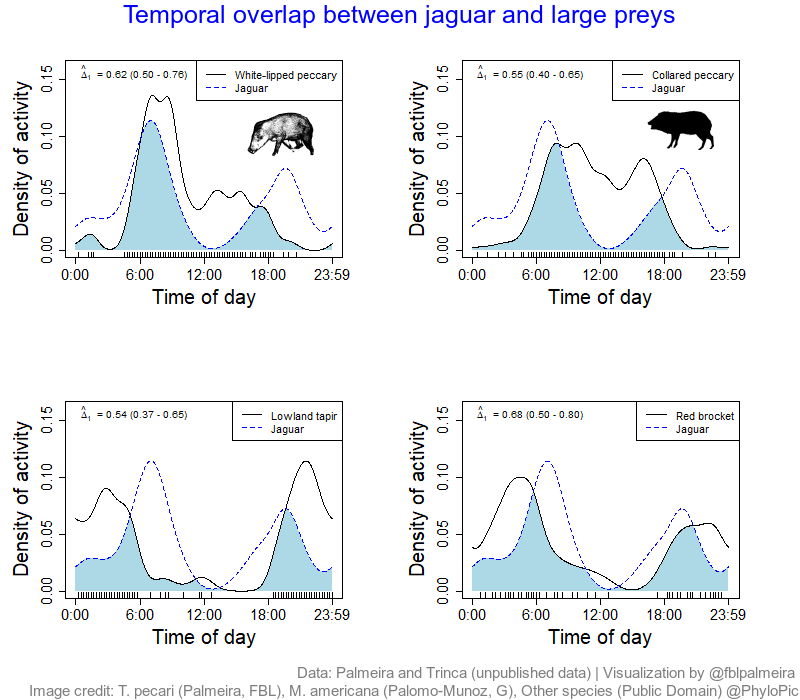 Temporal overlap between jaguar and large preys
Δ̂₁ = 0.62 (0.50 - 0.76)
White-lipped peccary
Jaguar
Density of activity
0.15
0.10
0.05
0.00
0:00 6:00 12:00 18:00 23:59
Time of day
Δ̂₁ = 0.55 (0.40 - 0.65)
Collared peccary
Jaguar
Density of activity
0.15
0.10
0.05
0.00
0:00 6:00 12:00 18:00 23:59
Time of day
Δ̂₁ = 0.54 (0.37 - 0.65)
Lowland tapir
Jaguar
Density of activity
0.15
0.10
0.05
0.00
0:00 6:00 12:00 18:00 23:59
Time of day
Δ̂₁ = 0.68 (0.50 - 0.80)
Red brocket
Jaguar
Density of activity
0.15
0.10
0.05
0.00
0:00 6:00 12:00 18:00 23:59
Time of day
Data: Palmeira and Trinca (unpublished data) | Visualization by @fblpalmeira
Image credit: T. pecari (Palmeira, FBL), M. americana (Palomo-Munoz, G), Other species (Public Domain) @PhyloPic